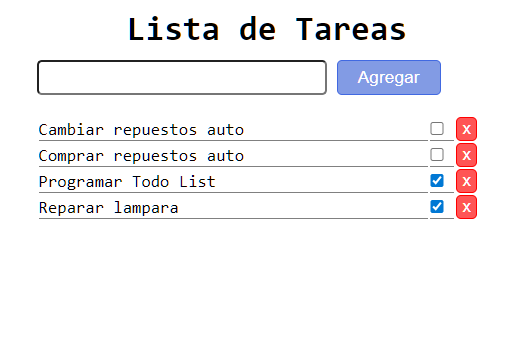 Lista de Tareas
Agregar
Cambiar repuestos auto X
Comprar repuestos auto X
Programar Todo List X
Reparar lampara X